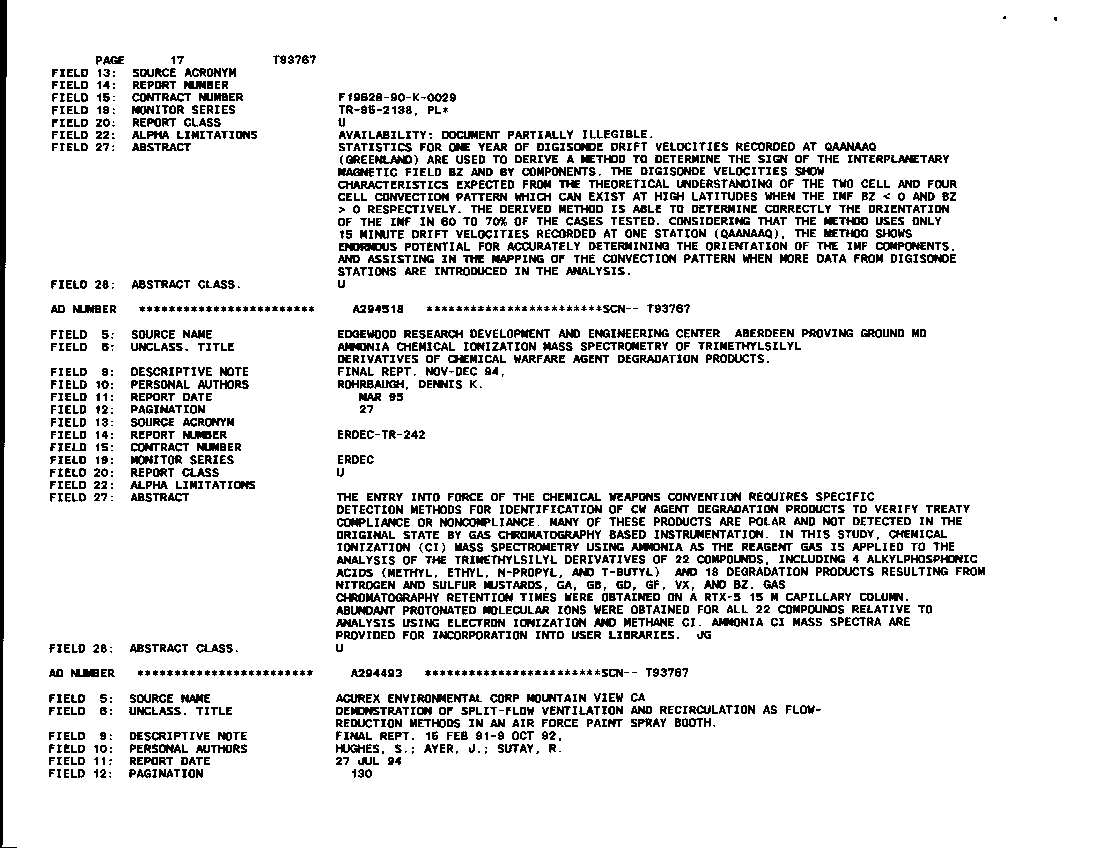 PAGE 17 T93767
FIELD 13: SOURCE ACRONYM
FIELD 14: REPORT NUMBER
FIELD 15: CONTRACT NUMBER F19628-90-K-0029
FIELD 19: MONITOR SERIES TR-95-2138, PL*
FIELD 20: REPORT CLASS U
FIELD 22: ALPHA LIMITATIONS AVAILABILITY: DOCUMENT PARTIALLY ILLEGIBLE.
FIELD 27: ABSTRACT STATISTICS FOR ONE YEAR OF DIGISONDE DRIFT VELOCITIES RECORDED AT QAANAAQ
(GREENLAND) ARE USED TO DERIVE A METHOD TO DETERMINE THE SIGN OF THE INTERPLANETARY
MAGNETIC FIELD BZ AND BY COMPONENTS. THE DIGISONDE VELOCITIES SHOW
CHARACTERISTICS EXPECTED FROM THE THEORETICAL UNDERSTANDING OF THE TWO CELL AND FOUR
CELL CONVECTION PATTERN WHICH CAN EXIST AT HIGH LATITUDES WHEN THE IMF BZ < 0 AND BZ
> 0 RESPECTIVELY. THE DERIVED METHOD IS ABLE TO DETERMINE CORRECTLY THE ORIENTATION
OF THE IMF IN 60 TO 70% OF THE CASES TESTED. CONSIDERING THAT THE METHOD USES ONLY
15 MINUTE DRIFT VELOCITIES RECORDED AT ONE STATION (QAANAAQ), THE METHOD SHOWS
ENORMOUS POTENTIAL FOR ACCURATELY DETERMINING THE ORIENTATION OF THE IMF COMPONENTS.
AND ASSISTING IN THE MAPPING OF THE CONVECTION PATTERN WHEN MORE DATA FROM DIGISONDE
STATIONS ARE INTRODUCED IN THE ANALYSIS.
FIELD 28: ABSTRACT CLASS. U
AD NUMBER ************************ A294518 ************************SCN-- T93767
FIELD 5: SOURCE NAME EDGEWOOD RESEARCH DEVELOPMENT AND ENGINEERING CENTER ABERDEEN PROVING GROUND MD
FIELD 6: UNCLASS. TITLE AMMONIA CHEMICAL IONIZATION MASS SPECTROMETRY OF TRIMETHYLSILYL
DERIVATIVES OF CHEMICAL WARFARE AGENT DEGRADATION PRODUCTS.
FIELD 9: DESCRIPTIVE NOTE FINAL REPT. NOV-DEC 94,
FIELD 10: PERSONAL AUTHORS ROHRBAUGH, DENNIS K.
FIELD 11: REPORT DATE MAR 95
FIELD 12: PAGINATION 27
FIELD 13: SOURCE ACRONYM
FIELD 14: REPORT NUMBER ERDEC-TR-242
FIELD 15: CONTRACT NUMBER
FIELD 19: MONITOR SERIES ERDEC
FIELD 20: REPORT CLASS U
FIELD 22: ALPHA LIMITATIONS
FIELD 27: ABSTRACT THE ENTRY INTO FORCE OF THE CHEMICAL WEAPONS CONVENTION REQUIRES SPECIFIC
DETECTION METHODS FOR IDENTIFICATION OF CW AGENT DEGRADATION PRODUCTS TO VERIFY TREATY
COMPLIANCE OR NONCOMPLIANCE. MANY OF THESE PRODUCTS ARE POLAR AND NOT DETECTED IN THE
ORIGINAL STATE BY GAS CHROMATOGRAPHY BASED INSTRUMENTATION. IN THIS STUDY, CHEMICAL
IONIZATION (CI) MASS SPECTROMETRY USING AMMONIA AS THE REAGENT GAS IS APPLIED TO THE
ANALYSIS OF THE TRIMETHYLSILYL DERIVATIVES OF 22 COMPOUNDS, INCLUDING 4 ALKYLPHOSPHONIC
ACIDS (METHYL, ETHYL, N-PROPYL, AND T-BUTYL) AND 18 DEGRADATION PRODUCTS RESULTING FROM
NITROGEN AND SULFUR MUSTARDS, GA, GB, GD, GF, VX, AND BZ. GAS
CHROMATOGRAPHY RETENTION TIMES WERE OBTAINED ON A RTX-5 15 M CAPILLARY COLUMN.
ABUNDANT PROTONATED MOLECULAR IONS WERE OBTAINED FOR ALL 22 COMPOUNDS RELATIVE TO
ANALYSIS USING ELECTRON IONIZATION AND METHANE CI. AMMONIA CI MASS SPECTRA ARE
PROVIDED FOR INCORPORATION INTO USER LIBRARIES. JG
FIELD 28: ABSTRACT CLASS. U
AD NUMBER ************************ A294493 ************************SCN-- T93767
FIELD 5: SOURCE NAME ACUREX ENVIRONMENTAL CORP MOUNTAIN VIEW CA
FIELD 6: UNCLASS. TITLE DEMONSTRATION OF SPLIT-FLOW VENTILATION AND RECIRCULATION AS FLOW-
REDUCTION METHODS IN AN AIR FORCE PAINT SPRAY BOOTH.
FIELD 9: DESCRIPTIVE NOTE FINAL REPT. 16 FEB 91-9 OCT 92,
FIELD 10: PERSONAL AUTHORS HUGHES, S.; AYER, J.; SUTAY, R.
FIELD 11: REPORT DATE 27 JUL 94
FIELD 12: PAGINATION 130